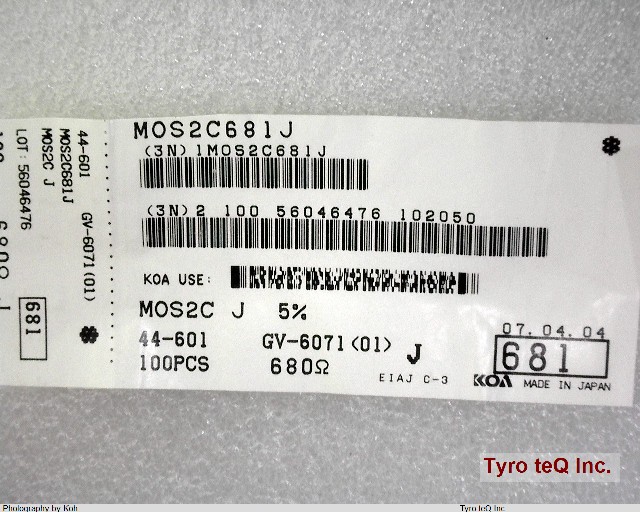 MOS2C681J
(3N) 1MOS2C681J
(3N) 2 100 56046476 102050
KOA USE:
MOS2C J 5%
44-601 GV-6071(01) J
100PCS 680Ω
EIAJ C-3
07.04.04
681
KOA MADE IN JAPAN
44-601 GV-6071(01)
MOS2C681J
MOS2C J
LOT: 56046476
681
680Ω J
Tyro teQ Inc.
Photography by Koh
Tyro teQ Inc